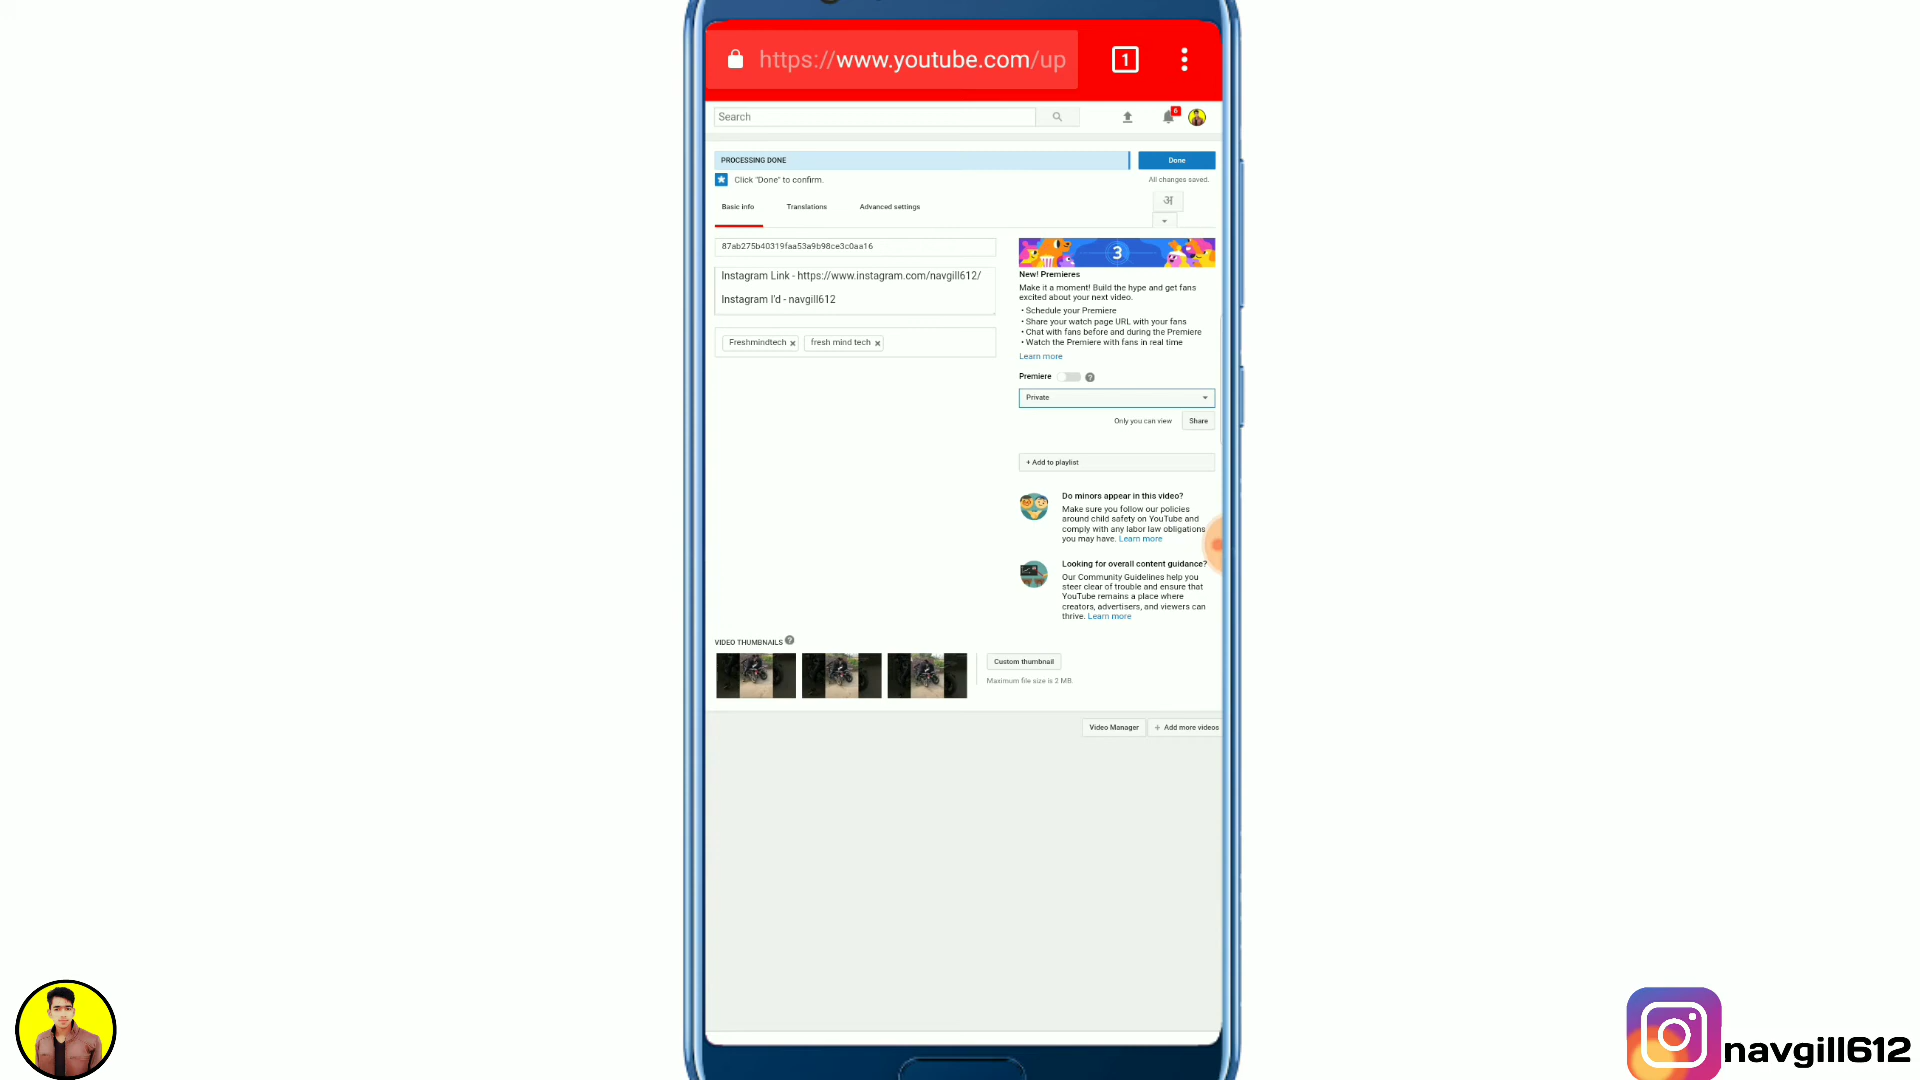 https://www.youtube.com/up
1
Search
6
PROCESSING DONE
Done
Click "Done" to confirm.
All changes saved.
Basic info
Translations
Advanced settings
अ
87ab275b40319faa53a9b98ce3c0aa16
3
Instagram Link - https://www.instagram.com/navgill612/
Instagram I'd - navgill612
Freshmindtech x
fresh mind tech x
New! Premieres
Make it a moment! Build the hype and get fans
excited about your next video.
• Schedule your Premiere
• Share your watch page URL with your fans
• Chat with fans before and during the Premiere
• Watch the Premiere with fans in real time
Learn more
Premiere ?
Private
Only you can view
Share
+ Add to playlist
Do minors appear in this video?
Make sure you follow our policies
around child safety on YouTube and
comply with any labor law obligations
you may have. Learn more
Looking for overall content guidance?
Our Community Guidelines help you
steer clear of trouble and ensure that
YouTube remains a place where
creators, advertisers, and viewers can
thrive. Learn more
VIDEO THUMBNAILS ?
Custom thumbnail
Maximum file size is 2 MB.
Video Manager
+ Add more videos
navgill612